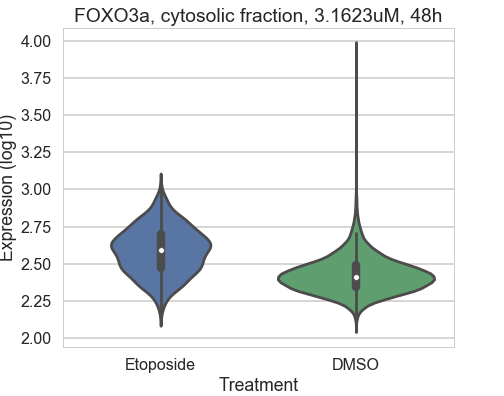 FOXO3a, cytosolic fraction, 3.1623uM, 48h
4.00
3.75
3.50
3.25
3.00
2.75
2.50
2.25
2.00
Expression (log10)
Etoposide DMSO
Treatment